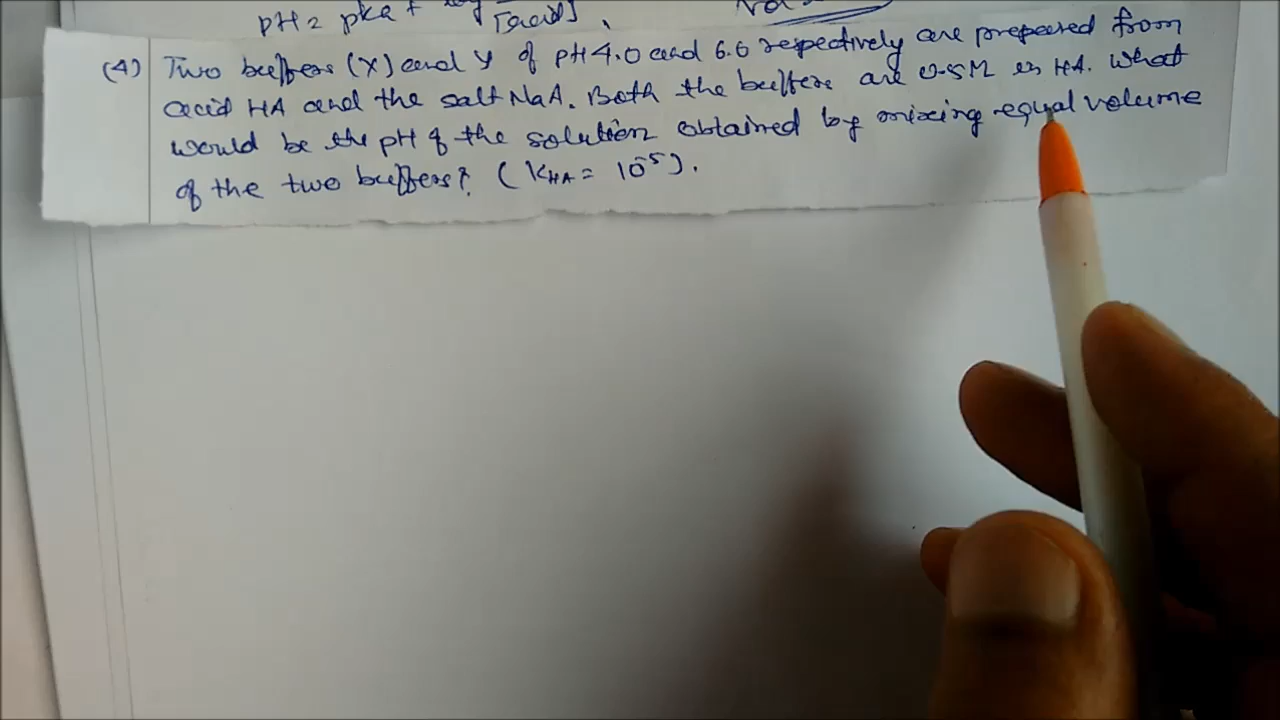 pH = pka + log [acid]
(4) Two buffers (X) and Y of pH 4.0 and 6.0 respectively are prepared from
acid HA and the salt NaA. Both the buffers are 0.5M in HA. What
would be the pH of the solution obtained by mixing equal volume
of the two buffers? (KHA = 10⁻⁵).